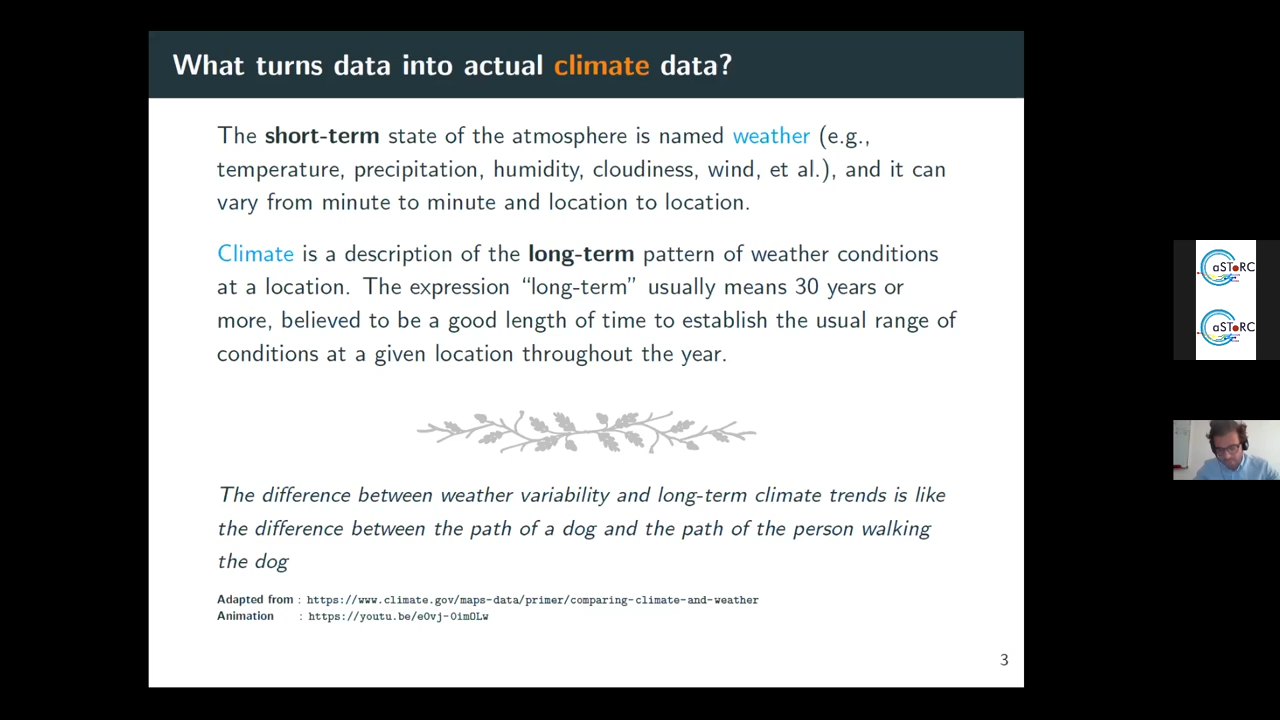 What turns data into actual climate data?
The short-term state of the atmosphere is named weather (e.g.,
temperature, precipitation, humidity, cloudiness, wind, et al.), and it can
vary from minute to minute and location to location.
Climate is a description of the long-term pattern of weather conditions
at a location. The expression “long-term” usually means 30 years or
more, believed to be a good length of time to establish the usual range of
conditions at a given location throughout the year.
The difference between weather variability and long-term climate trends is like
the difference between the path of a dog and the path of the person walking
the dog
Adapted from : https://www.climate.gov/maps-data/primer/comparing-climate-and-weather
Animation : https://youtu.be/e0vj-0imOLw
3
CaSToRC
CaSToRC